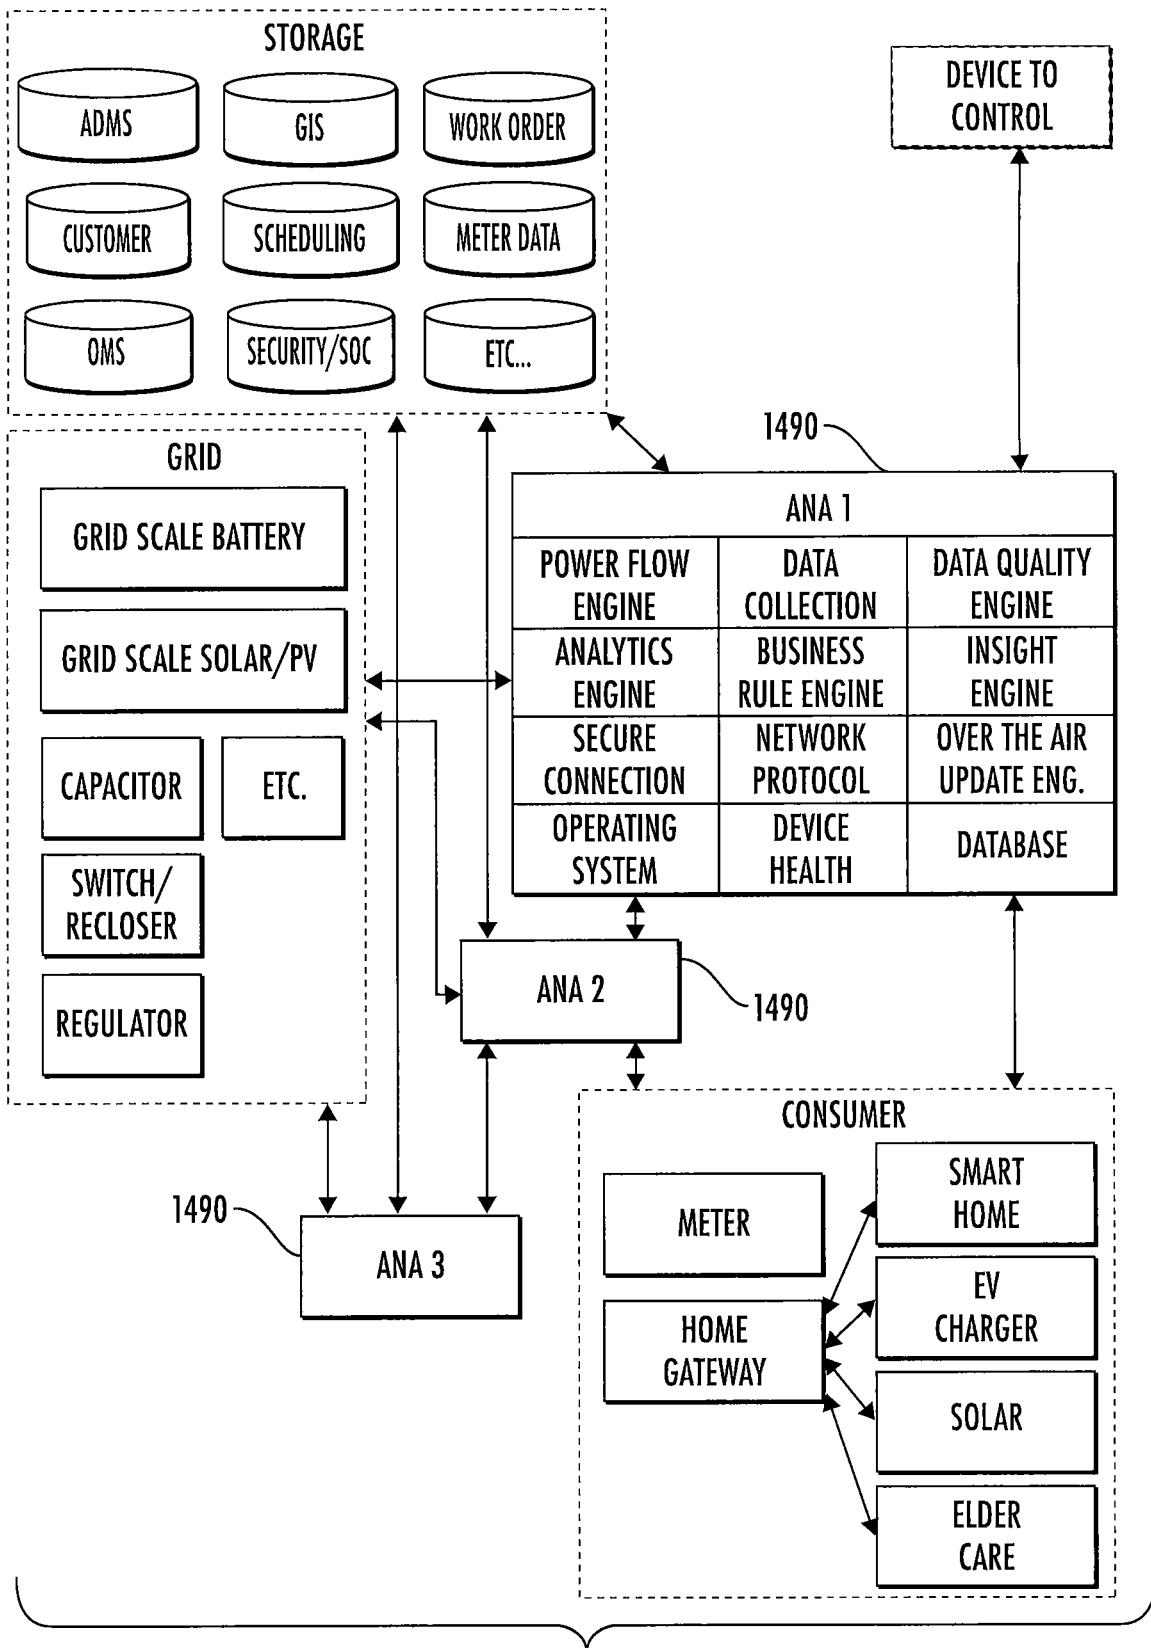 STORAGE
ADMS
GIS
WORK ORDER
CUSTOMER
SCHEDULING
METER DATA
OMS
SECURITY/SOC
ETC...
DEVICE TO
CONTROL
1490
GRID
GRID SCALE BATTERY
GRID SCALE SOLAR/PV
CAPACITOR
ETC.
SWITCH/
RECLOSER
REGULATOR
ANA 1
POWER FLOW
ENGINE
DATA
COLLECTION
DATA QUALITY
ENGINE
ANALYTICS
ENGINE
BUSINESS
RULE ENGINE
INSIGHT
ENGINE
SECURE
CONNECTION
NETWORK
PROTOCOL
OVER THE AIR
UPDATE ENG.
OPERATING
SYSTEM
DEVICE
HEALTH
DATABASE
ANA 2
1490
1490
ANA 3
CONSUMER
METER
HOME
GATEWAY
SMART
HOME
EV
CHARGER
SOLAR
ELDER
CARE